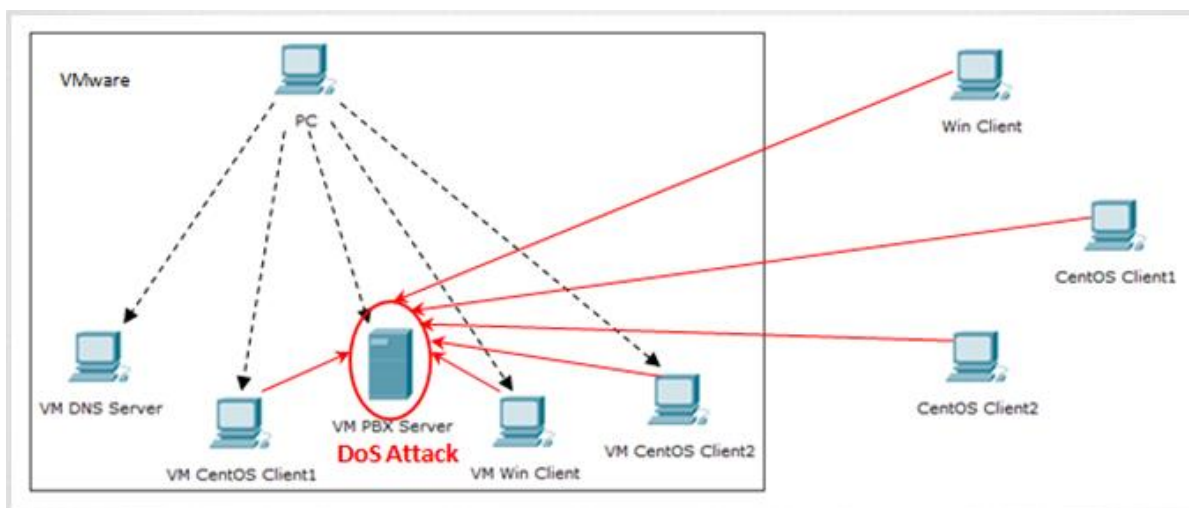 VMware
PC
Win Client
CentOS Client1
VM DNS Server
VM PBX Server
CentOS Client2
DoS Attack
VM CentOS Client2
VM CentOS Client1
VM Win Client